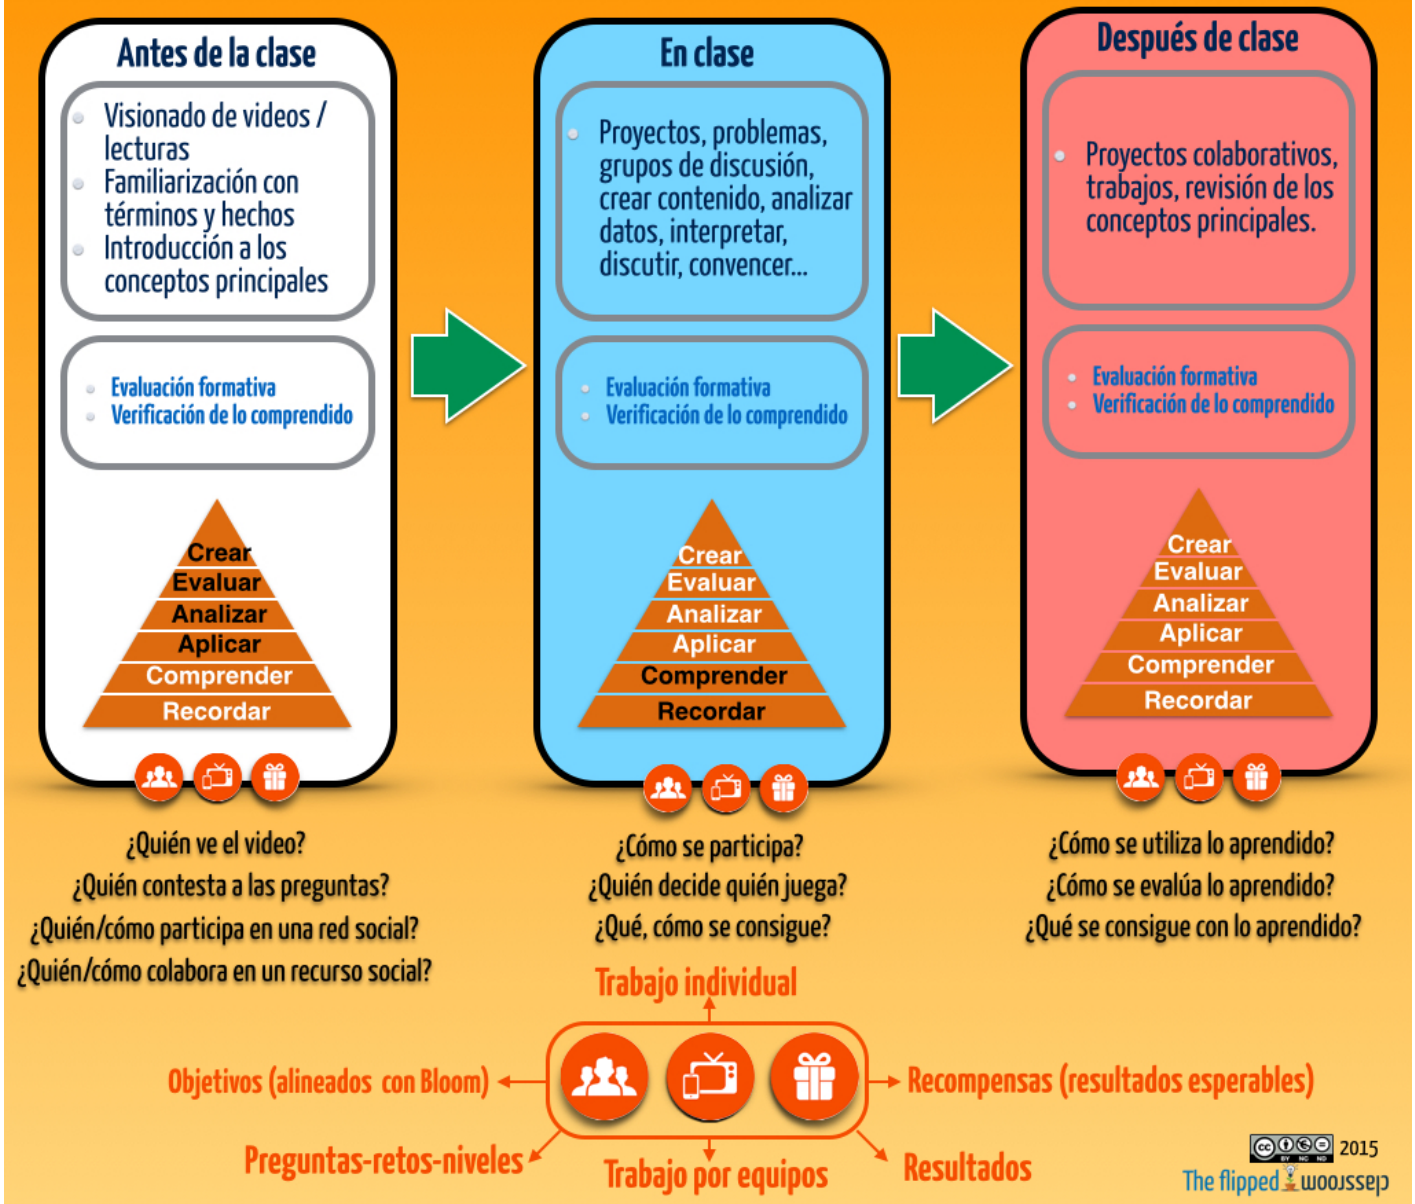 Antes de la clase
Visionado de videos /
lecturas
Familiarización con
términos y hechos
Introducción a los
conceptos principales
Evaluación formativa
Verificación de lo comprendido
Crear
Evaluar
Analizar
Aplicar
Comprender
Recordar
¿Quién ve el video?
¿Quién contesta a las preguntas?
¿Quién/cómo participa en una red social?
¿Quién/cómo colabora en un recurso social?
En clase
Proyectos, problemas,
grupos de discusión,
crear contenido, analizar
datos, interpretar,
discutir, convencer...
Evaluación formativa
Verificación de lo comprendido
Crear
Evaluar
Analizar
Aplicar
Comprender
Recordar
¿Cómo se participa?
¿Quién decide quién juega?
¿Qué, cómo se consigue?
Después de clase
Proyectos colaborativos,
trabajos, revisión de los
conceptos principales.
Evaluación formativa
Verificación de lo comprendido
Crear
Evaluar
Analizar
Aplicar
Comprender
Recordar
¿Cómo se utiliza lo aprendido?
¿Cómo se evalúa lo aprendido?
¿Qué se consigue con lo aprendido?
Trabajo individual
Objetivos (alineados con Bloom)
Recompensas (resultados esperables)
Preguntas-retos-niveles
Trabajo por equipos
Resultados
cc BY NC ND 2015
The flipped classroom